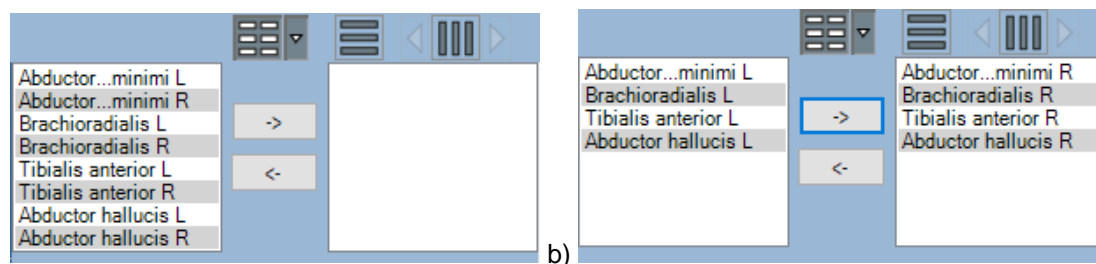 Abductor...minimi L
Abductor...minimi R
Brachioradialis L
Brachioradialis R
Tibialis anterior L
Tibialis anterior R
Abductor hallucis L
Abductor hallucis R
->
<-
b)
Abductor...minimi L
Brachioradialis L
Tibialis anterior L
Abductor hallucis L
->
<-
Abductor...minimi R
Brachioradialis R
Tibialis anterior R
Abductor hallucis R